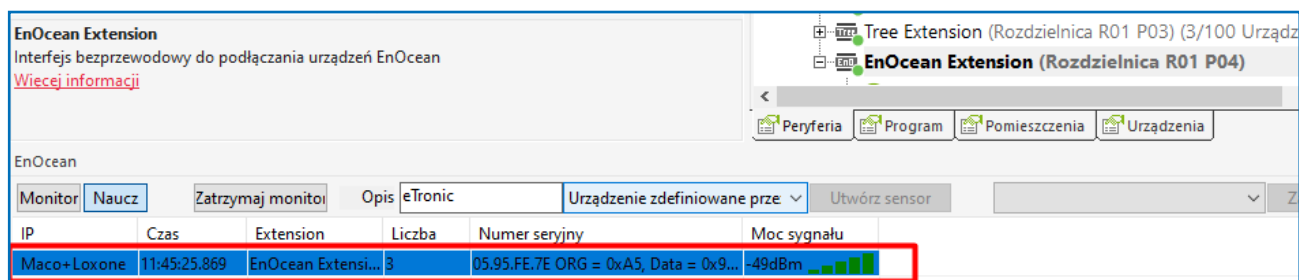 EnOcean Extension
Interfejs bezprzewodowy do podłączania urządzeń EnOcean
Więcej informacji
Tree Extension (Rozdzielnica R01 P03) (3/100 Urządz
EnOcean Extension (Rozdzielnica R01 P04)
Peryferia Program Pomieszczenia Urządzenia
EnOcean
Monitor Naucz Zatrzymaj monitor Opis eTronic Urządzenie zdefiniowane prze Utwórz sensor Z
IP Czas Extension Liczba Numer seryjny Moc sygnału
Maco+Loxone 11:45:25.869 EnOcean Extensi... 3 05.95.FE.7E ORG = 0xA5, Data = 0x9... -49dBm